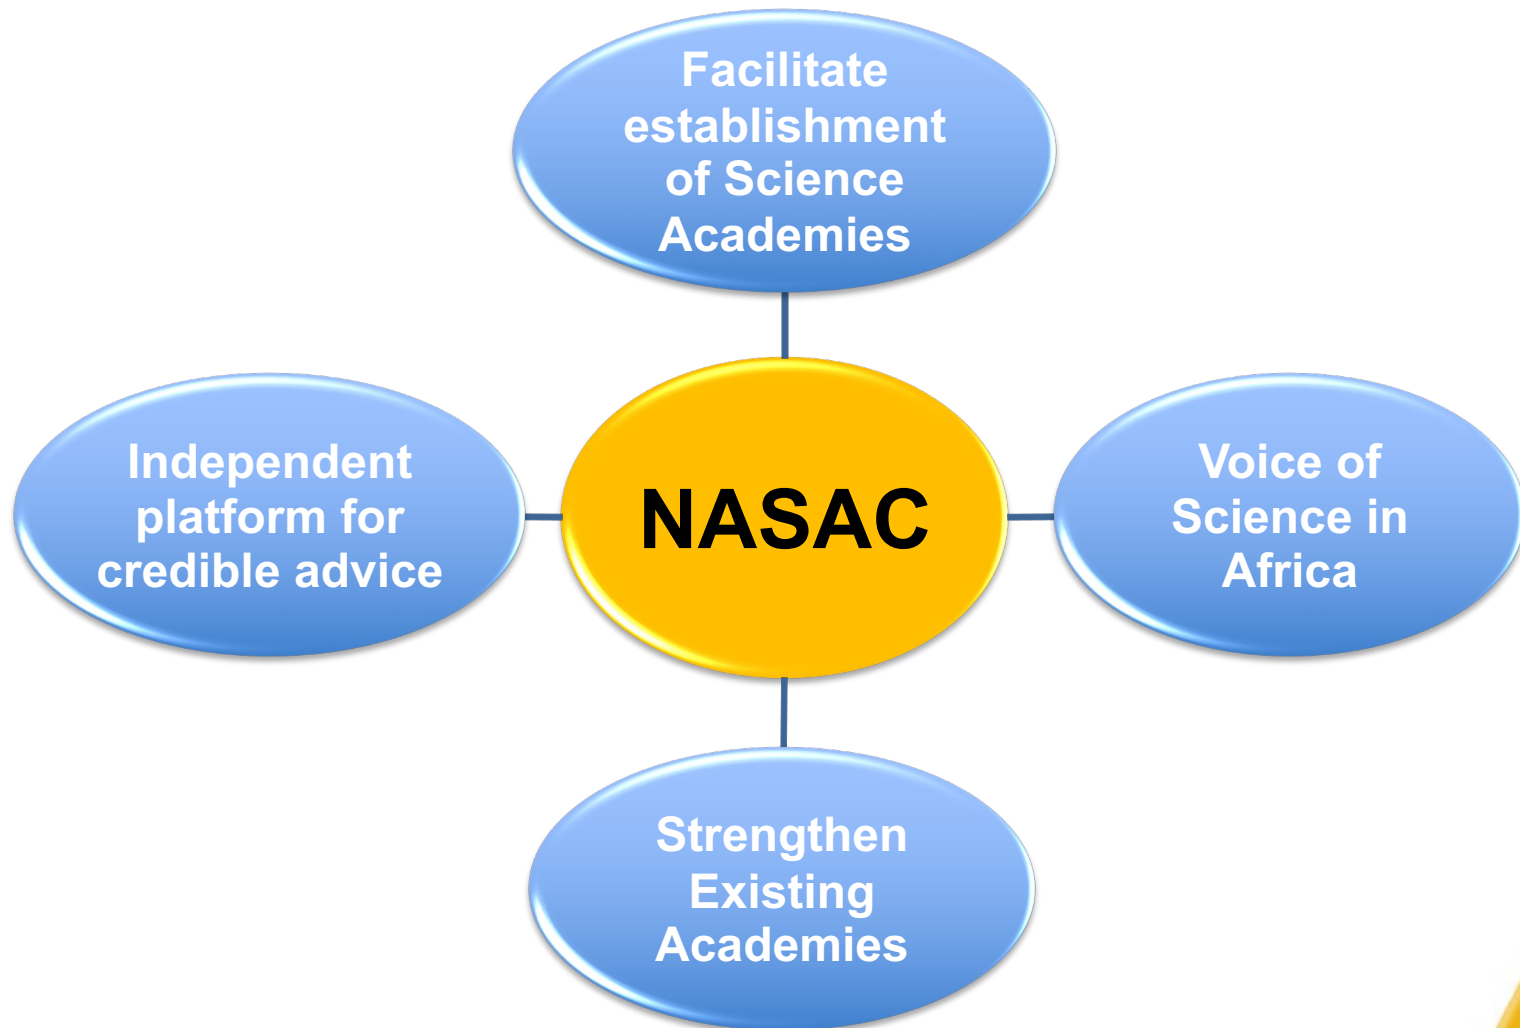 Facilitate
establishment
of Science
Academies
Independent
platform for
credible advice
NASAC
Voice of
Science in
Africa
Strengthen
Existing
Academies